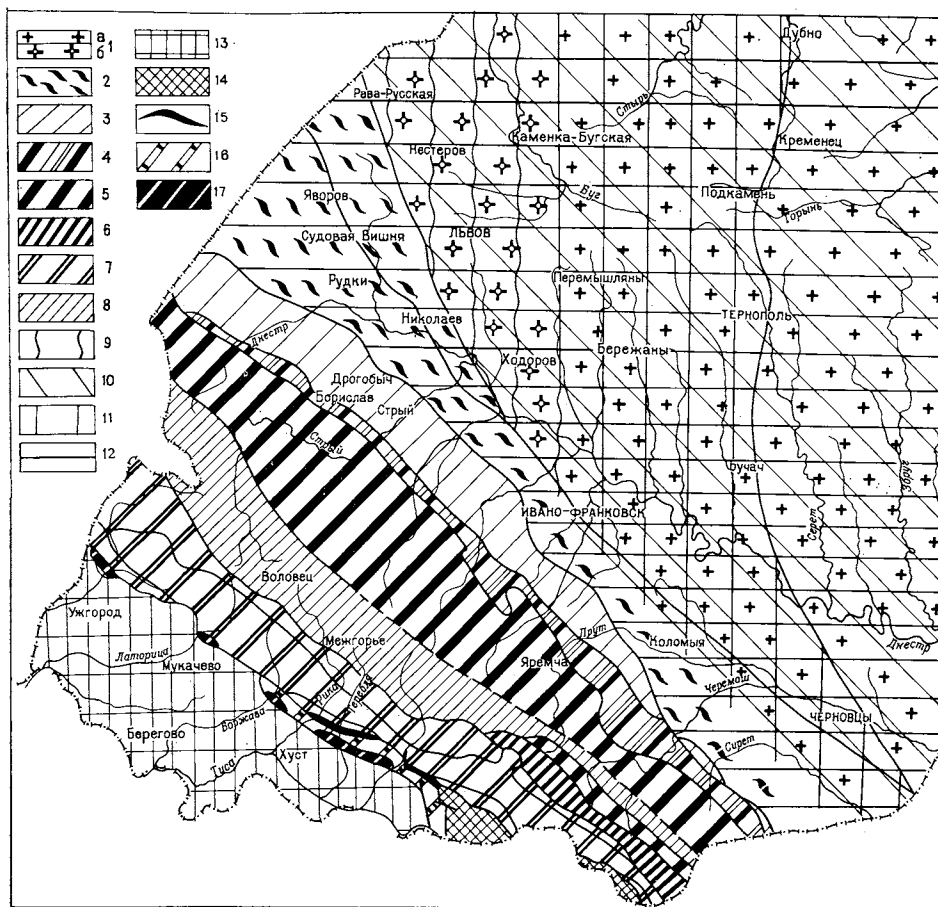 а
1
б
2
3
4
5
6
7
8
9
10
11
12
13
14
15
16
17
Дубно
Рава-Русская
Стырь
Каменка-Бугская
Кременец
Нестеров
Буг
Подкамень
Горынь
Яворов
Судовая Вишня
ЛЬВОВ
Рудки
Перемышляны
ТЕРНОПОЛЬ
Николаев
Днестр
Ходоров
Бережаны
Дрогобыч
Борислав
Стрый
Стрый
Бучач
Збруч
Серет
ИВАНО-ФРАНКОВСК
Воловец
Ужгород
Межгорье
Прут
Коломыя
Днестр
Латорица
Мукачево
Яремча
Рика
Теребля
Черемош
Боржава
ЧЕРНОВЦЫ
Берегово
Сирет
Хуст
Тиса